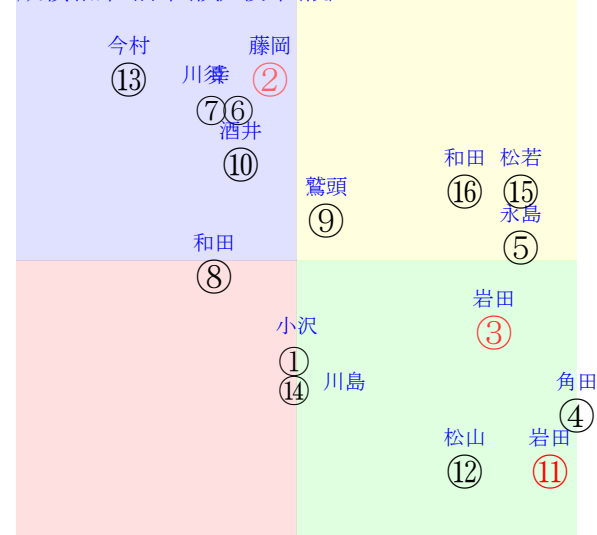 今村
藤岡
⑬
川須
②
⑦⑥
酒井
⑩
和田
松若
鷲頭
⑯
⑮
⑨
永島
和田
⑤
⑧
岩田
小沢
③
①
⑭
川島
角田
④
松山
岩田
⑫
⑪